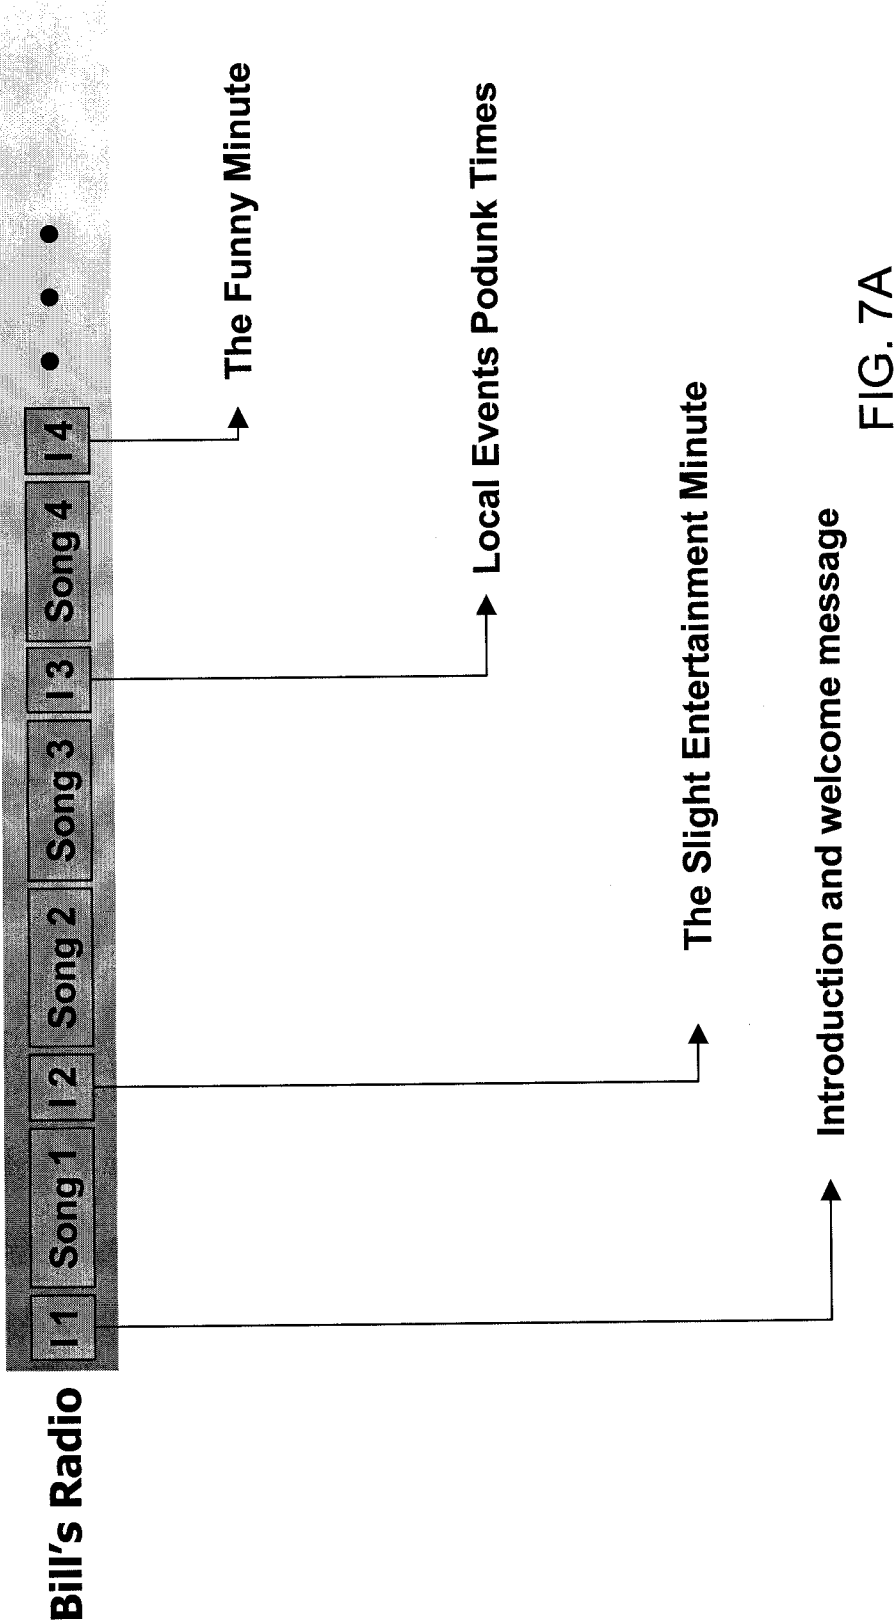 Bill's Radio
I 1 Song 1 I 2 Song 2 Song 3 I 3 Song 4 I 4
The Funny Minute
Local Events Podunk Times
The Slight Entertainment Minute
Introduction and welcome message
FIG. 7A